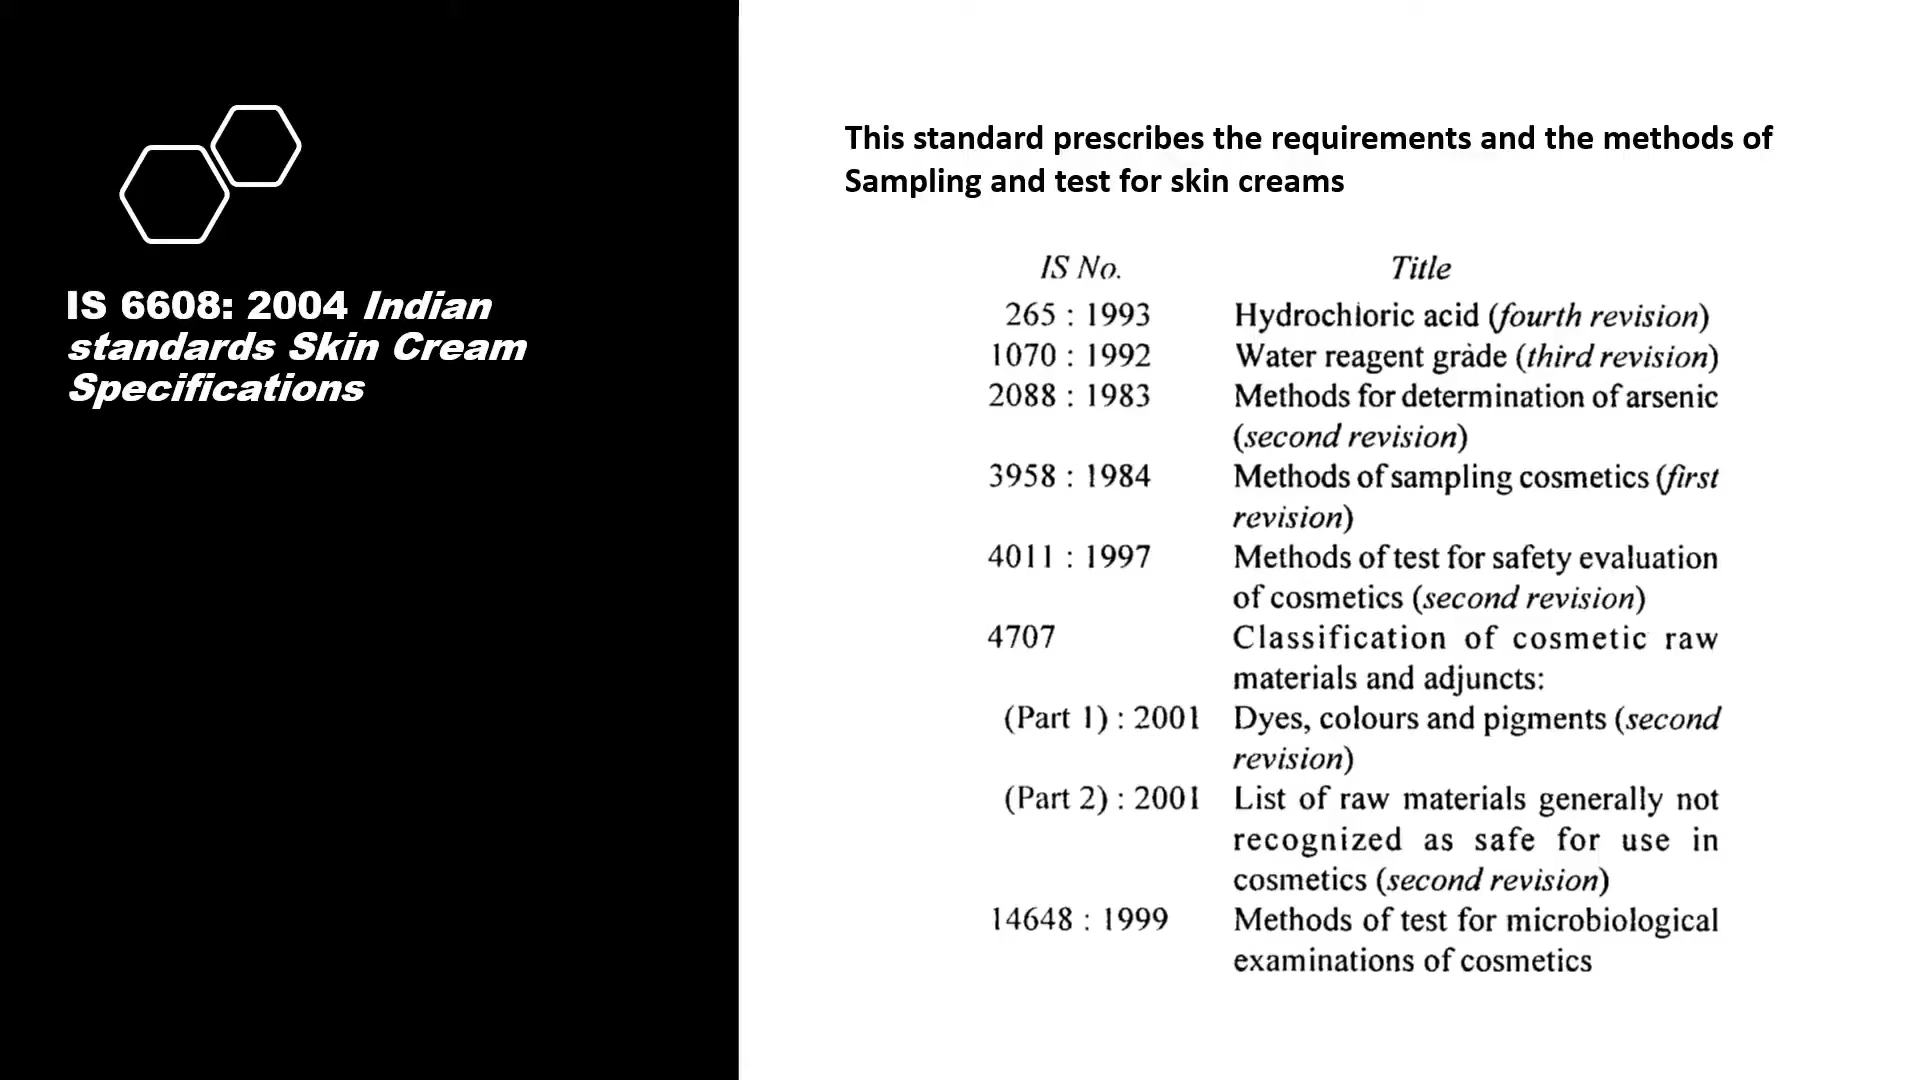 IS 6608: 2004 Indian
standards Skin Cream
Specifications
This standard prescribes the requirements and the methods of
Sampling and test for skin creams
IS No. Title
265 : 1993 Hydrochloric acid (fourth revision)
1070 : 1992 Water reagent grade (third revision)
2088 : 1983 Methods for determination of arsenic
(second revision)
3958 : 1984 Methods of sampling cosmetics (first
revision)
4011 : 1997 Methods of test for safety evaluation
of cosmetics (second revision)
4707 Classification of cosmetic raw
materials and adjuncts:
(Part 1) : 2001 Dyes, colours and pigments (second
revision)
(Part 2) : 2001 List of raw materials generally not
recognized as safe for use in
cosmetics (second revision)
14648 : 1999 Methods of test for microbiological
examinations of cosmetics